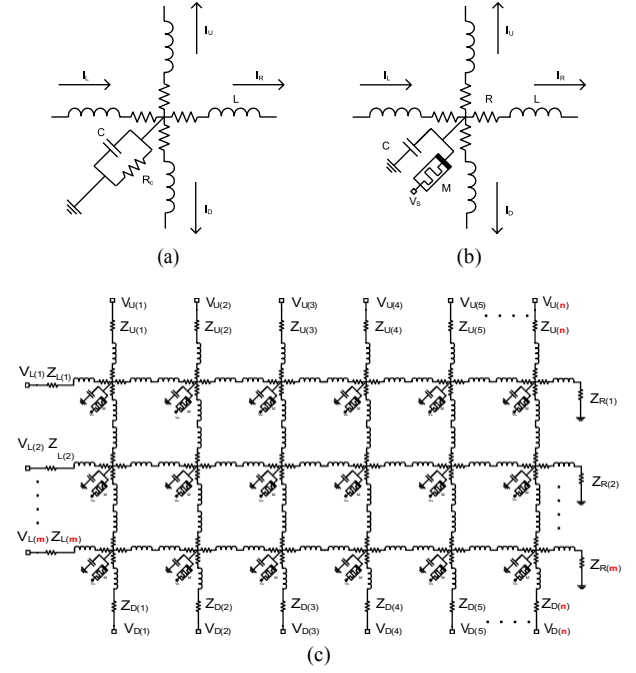 I_U
I_L
I_R
L
C
R_c
I_D
(a)
I_U
I_L
I_R
R
L
C
M
V_S
I_D
(b)
V_U(1) V_U(2) V_U(3) V_U(4) V_U(5) . . . . . V_U(n)
Z_U(1) Z_U(2) Z_U(3) Z_U(4) Z_U(5) Z_U(n)
V_L(1) Z_L(1)
Z_R(1)
V_L(2) Z_L(2)
Z_R(2)
V_L(m) Z_L(m)
Z_R(m)
Z_D(1) Z_D(2) Z_D(3) Z_D(4) Z_D(5) Z_D(n)
V_D(1) V_D(2) V_D(3) V_D(4) V_D(5) . . . . . V_D(n)
(c)